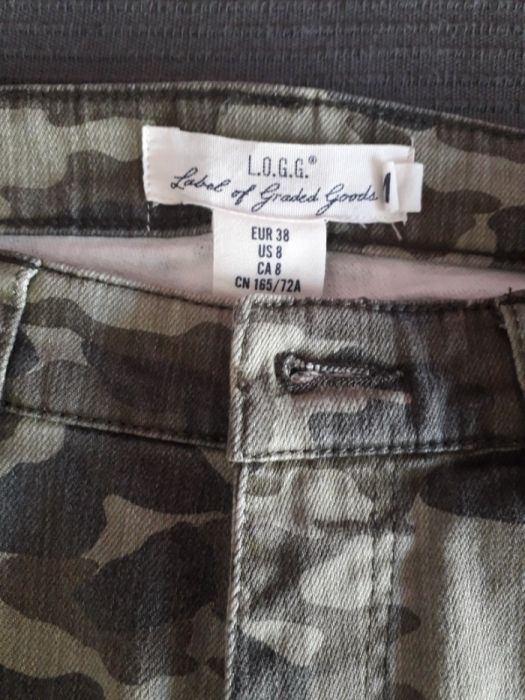 L.O.G.G.®
Label of Graded Goods
EUR 38
US 8
CA 8
CN 165/72A